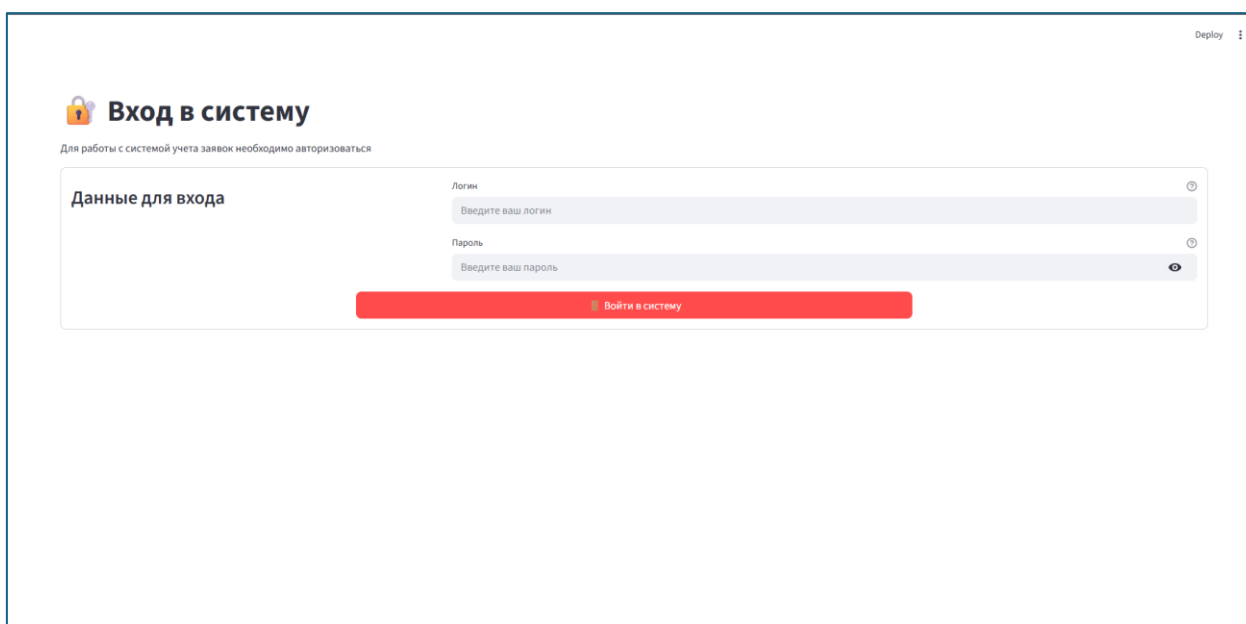 Deploy
Вход в систему
Для работы с системой учета заявок необходимо авторизоваться
Данные для входа
Логин
Введите ваш логин
Пароль
Введите ваш пароль
Войти в систему